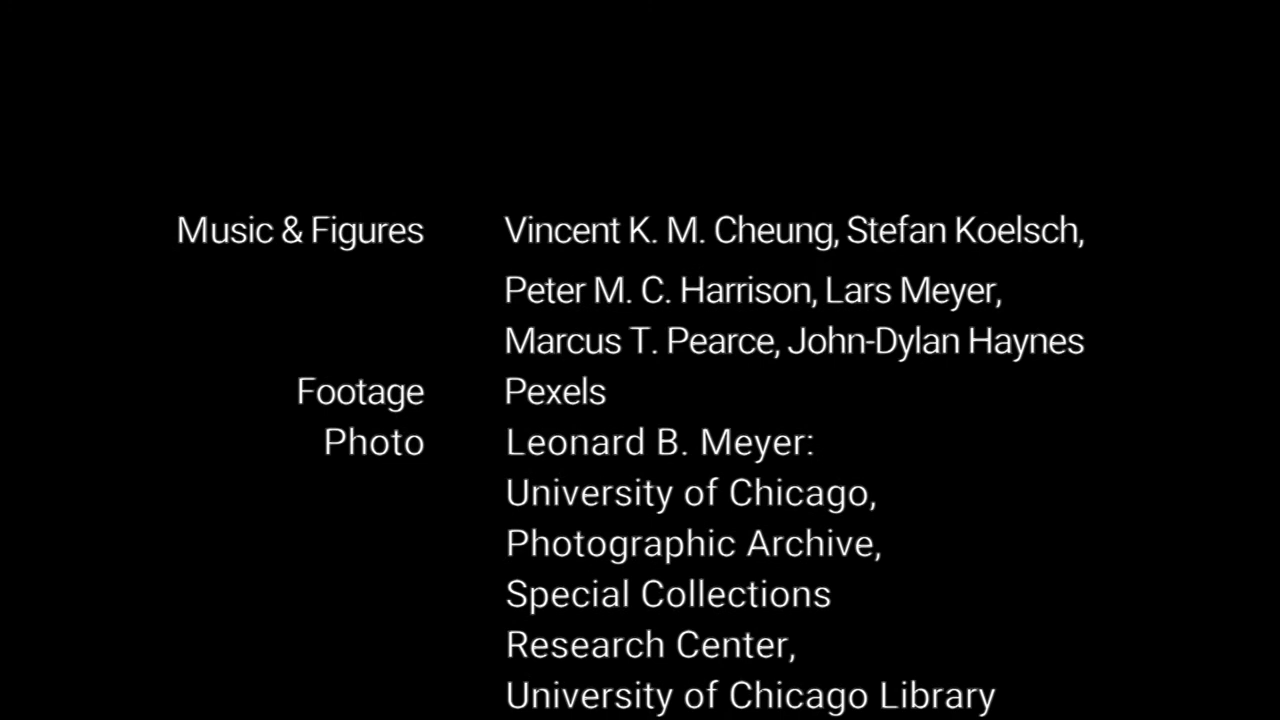 Music & Figures Vincent K. M. Cheung, Stefan Koelsch,
Peter M. C. Harrison, Lars Meyer,
Marcus T. Pearce, John-Dylan Haynes
Footage Pexels
Photo Leonard B. Meyer:
University of Chicago,
Photographic Archive,
Special Collections
Research Center,
University of Chicago Library